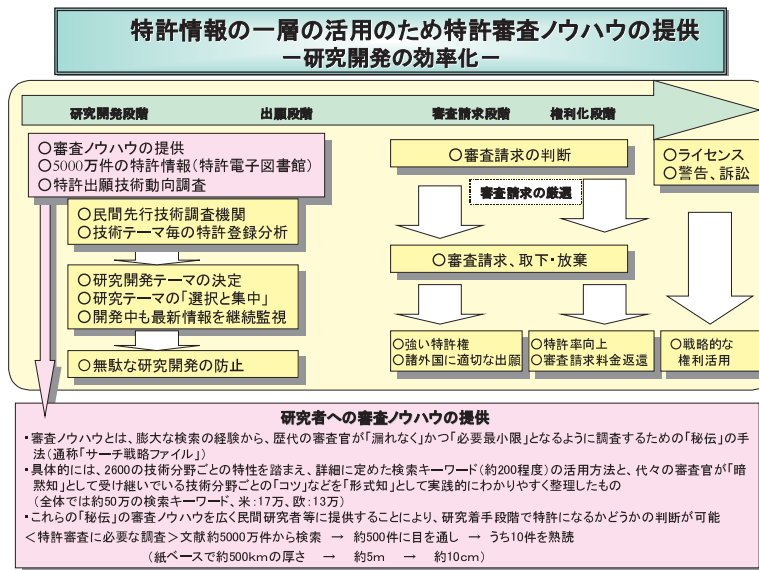 特許情報の一層の活用のため特許審査ノウハウの提供
－研究開発の効率化－
研究開発段階
出願段階
審査請求段階
権利化段階
○審査ノウハウの提供
○5000万件の特許情報（特許電子図書館）
○特許出願技術動向調査
○民間先行技術調査機関
○技術テーマ毎の特許登録分析
○研究開発テーマの決定
○研究テーマの「選択と集中」
○開発中も最新情報を継続監視
○無駄な研究開発の防止
○審査請求の判断
審査請求の厳選
○審査請求、取下・放棄
○強い特許権
○諸外国に適切な出願
○特許率向上
○審査請求料金返還
○ライセンス
○警告、訴訟
○戦略的な
権利活用
研究者への審査ノウハウの提供
・審査ノウハウとは、膨大な検索の経験から、歴代の審査官が「漏れなく」かつ「必要最小限」となるように調査するための「秘伝」の手
法（通称「サーチ戦略ファイル」）
・具体的には、2600の技術分野ごとの特性を踏まえ、詳細に定めた検索キーワード（約200程度）の活用方法と、代々の審査官が「暗
黙知」として受け継いでいる技術分野ごとの「コツ」などを「形式知」として実践的にわかりやすく整理したもの
（全体では約50万の検索キーワード、米：17万、欧：13万）
・これらの「秘伝」の審査ノウハウを広く民間研究者等に提供することにより、研究着手段階で特許になるかどうかの判断が可能
＜特許審査に必要な調査＞文献約5000万件から検索 → 約500件に目を通し → うち10件を熟読
（紙ベースで約500kmの厚さ → 約5m → 約10cm）